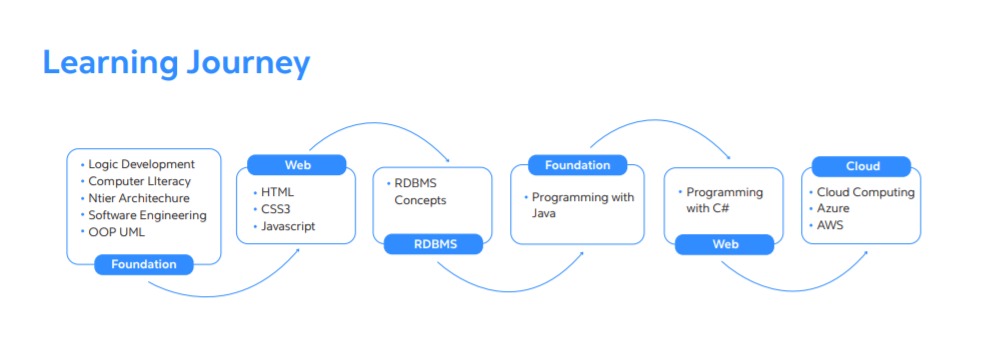 Learning Journey
Logic Development
Computer LIteracy
Ntier Architechure
Software Engineering
OOP UML
Foundation
Web
HTML
CSS3
Javascript
RDBMS
Concepts
RDBMS
Foundation
Programming with
Java
Programming
with C#
Web
Cloud
Cloud Computing
Azure
AWS